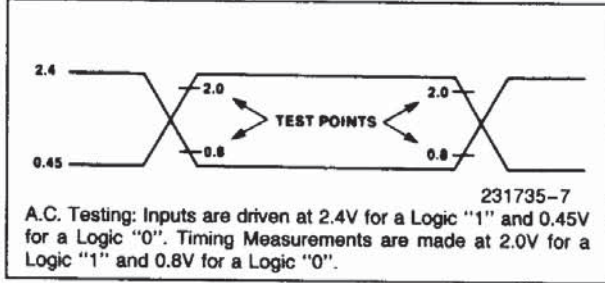 2.4
2.0
2.0
TEST POINTS
0.8
0.8
0.45
231735-7
A.C. Testing: Inputs are driven at 2.4V for a Logic "1" and 0.45V
for a Logic "0". Timing Measurements are made at 2.0V for a
Logic "1" and 0.8V for a Logic "0".